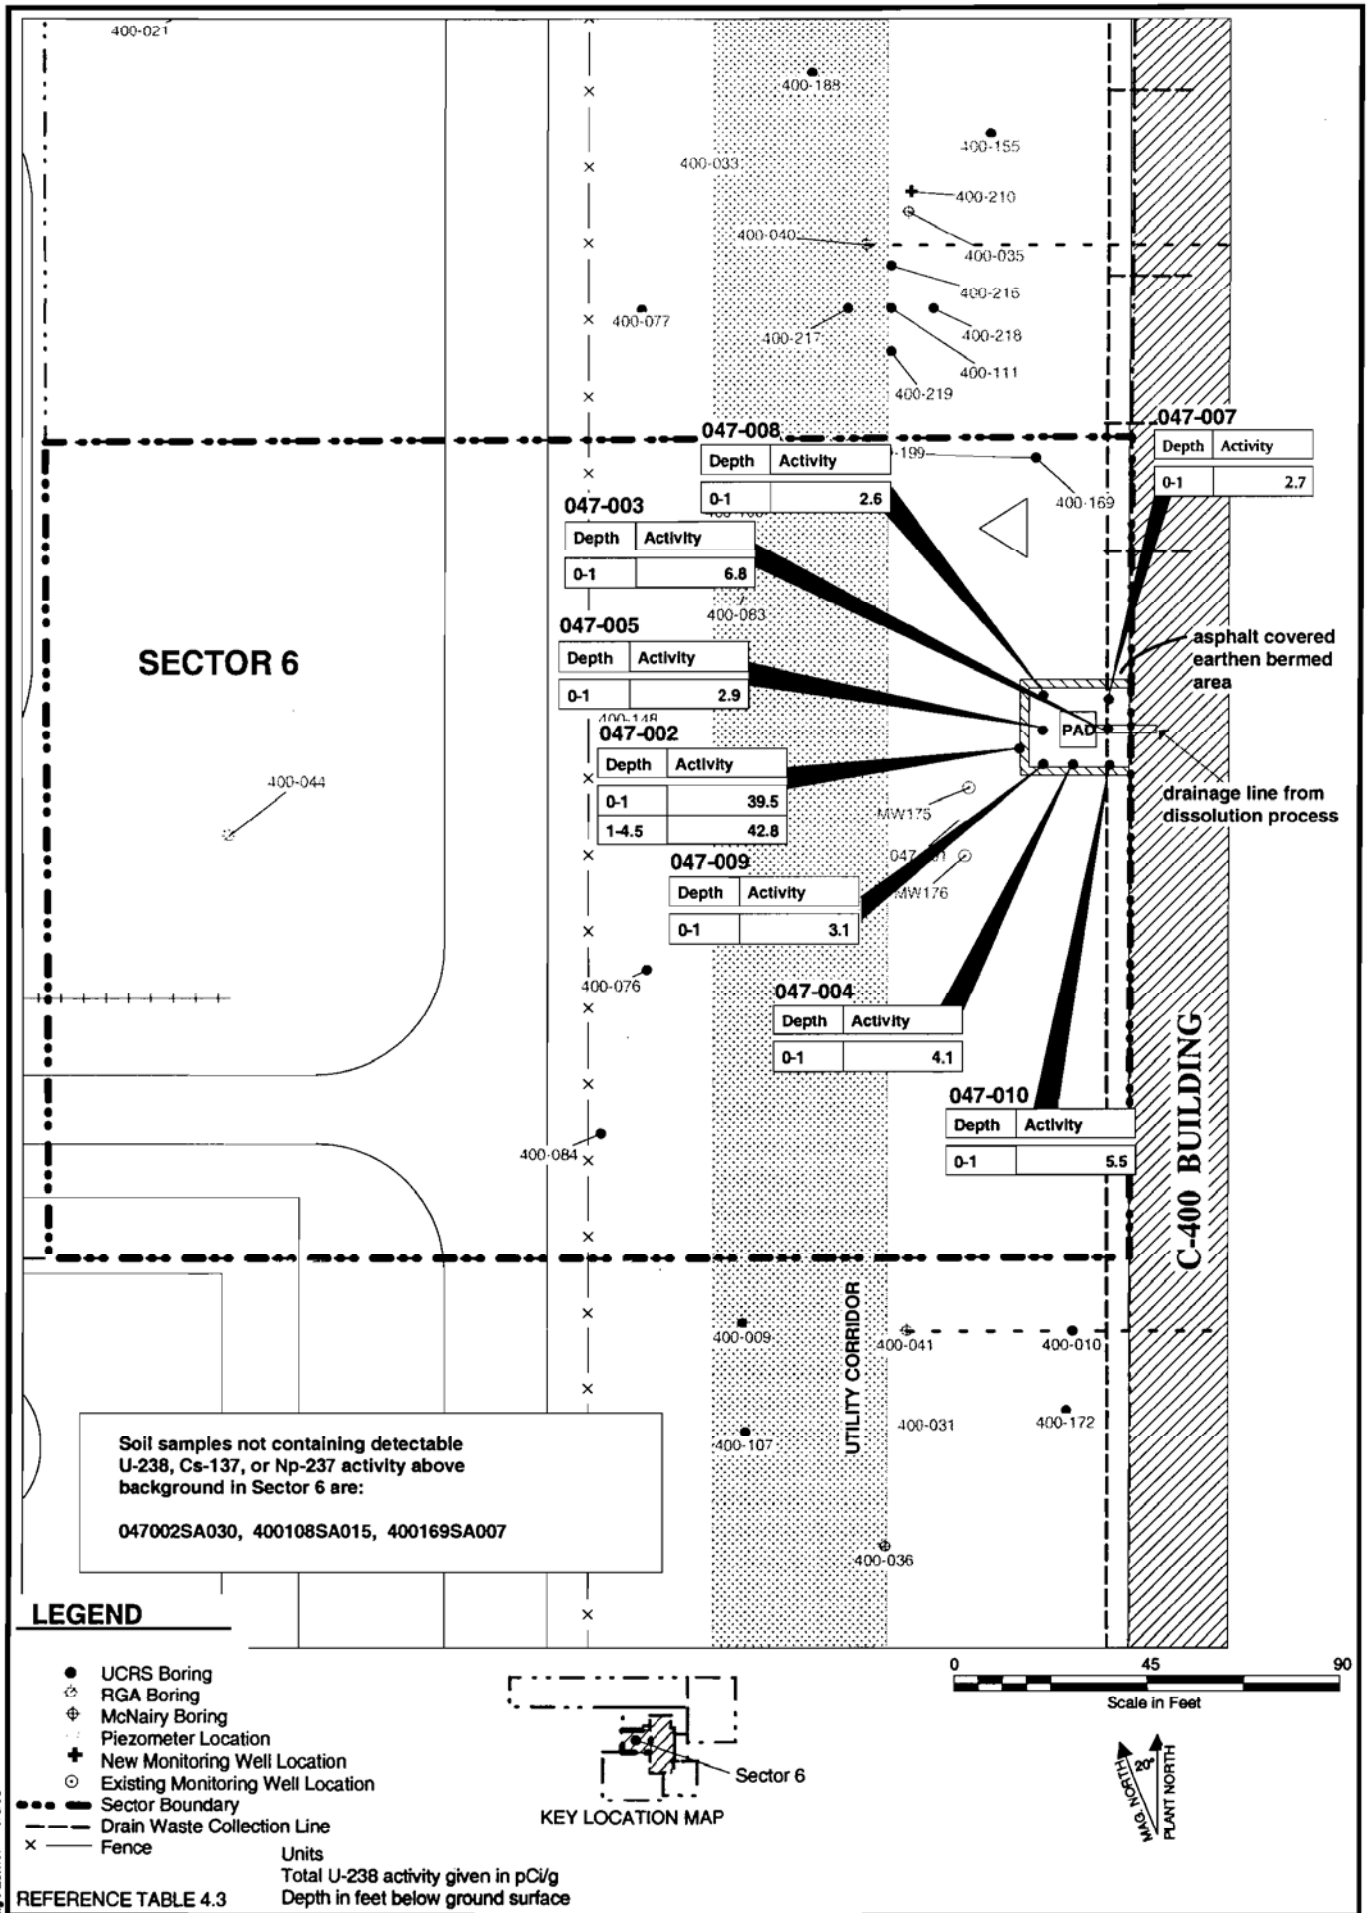 400-021
400-188
400-155
400-033
400-210
400-040
400-035
400-216
400-077
400-217
400-218
400-111
400-219
047-007
Depth Activity
0-1 2.7
047-008
Depth Activity
0-1 2.6
-199
400-169
047-003
Depth Activity
0-1 6.8
400-083
047-005
Depth Activity
0-1 2.9
400-148
asphalt covered
earthen bermed
area
SECTOR 6
PAD
047-002
Depth Activity
0-1 39.5
1-4.5 42.8
400-044
drainage line from
dissolution process
MW175
MW176
047-009
Depth Activity
0-1 3.1
400-076
047-004
Depth Activity
0-1 4.1
047-010
Depth Activity
0-1 5.5
400-084
C-400 BUILDING
UTILITY CORRIDOR
400-009
400-041
400-010
400-031
400-172
400-107
400-036
Soil samples not containing detectable
U-238, Cs-137, or Np-237 activity above
background in Sector 6 are:
047002SA030, 400108SA015, 400169SA007
LEGEND
UCRS Boring
RGA Boring
McNairy Boring
Piezometer Location
New Monitoring Well Location
Existing Monitoring Well Location
Sector Boundary
Drain Waste Collection Line
Fence
REFERENCE TABLE 4.3
Units
Total U-238 activity given in pCi/g
Depth in feet below ground surface
Sector 6
KEY LOCATION MAP
0 45 90
Scale in Feet
MAG. NORTH
20°
PLANT NORTH